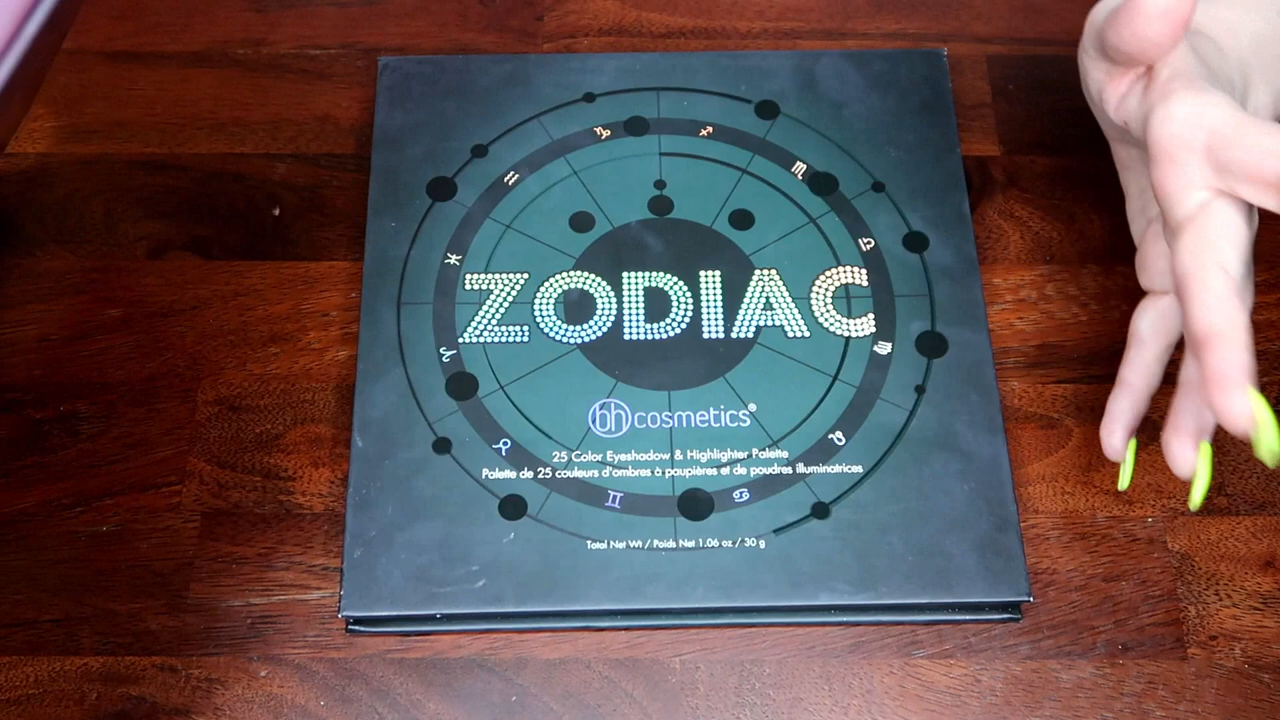 ZODIAC
bh cosmetics®
25 Color Eyeshadow & Highlighter Palette
Palette de 25 couleurs d'ombres à paupières et de poudres illuminatrices
Total Net Wt / Poids Net 1.06 oz / 30 g